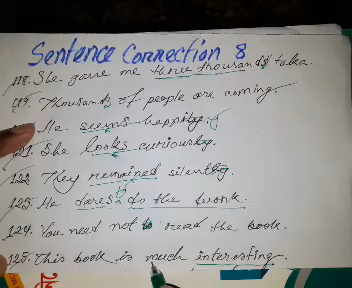 Sentence Connection 8
118. She gave me three thousands taka.
119. Thousands of people are coming.
He seems happily
121. She looks curiously.
122. They remained silently
123. He dares to do the work.
124. You need not to read the book.
125. This book is much interesting.